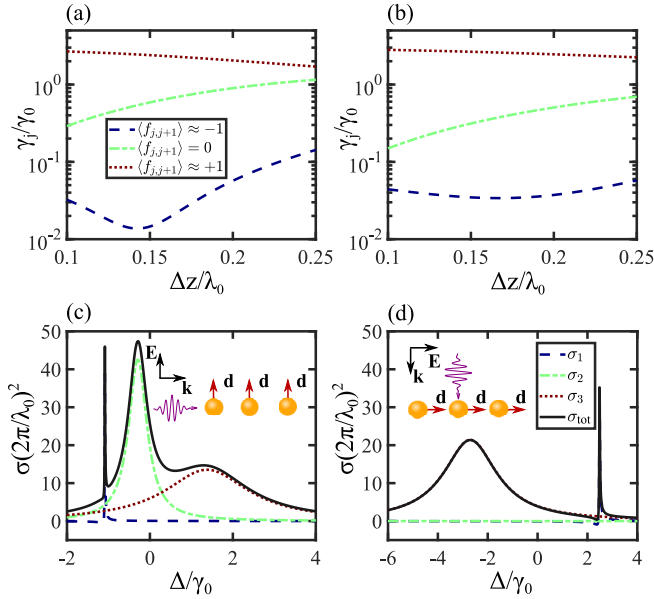 (a)
(b)
γj/γ0
10^0
10^-1
10^-2
⟨fj,j+1⟩ ≈ −1
⟨fj,j+1⟩ = 0
⟨fj,j+1⟩ ≈ +1
0.1 0.15 0.2 0.25
Δz/λ0
γj/γ0
10^0
10^-1
10^-2
0.1 0.15 0.2 0.25
Δz/λ0
(c)
(d)
σ(2π/λ0)^2
50
40
30
20
10
0
E
k
d d d
-2 0 2 4
Δ/γ0
σ(2π/λ0)^2
50
40
30
20
10
0
E
k
d d d
σ1
σ2
σ3
σtot
-6 -4 -2 0 2 4
Δ/γ0